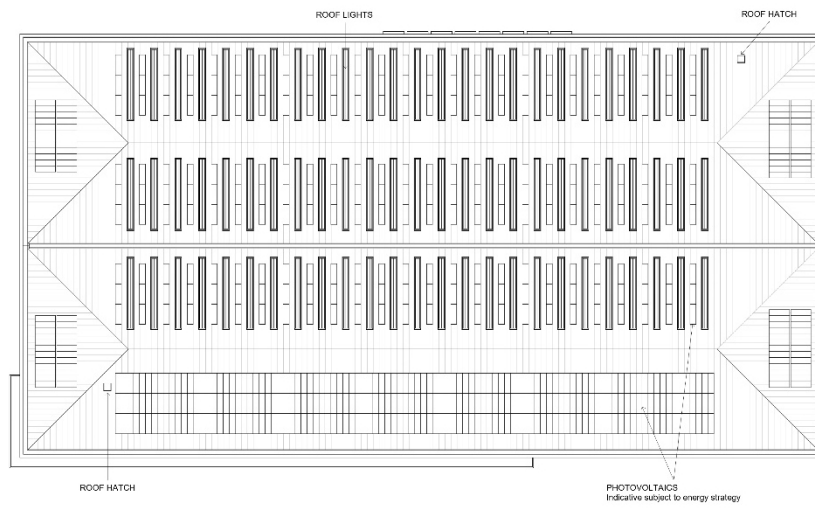 ROOF LIGHTS
ROOF HATCH
ROOF HATCH
PHOTOVOLTAICS
Indicative subject to energy strategy